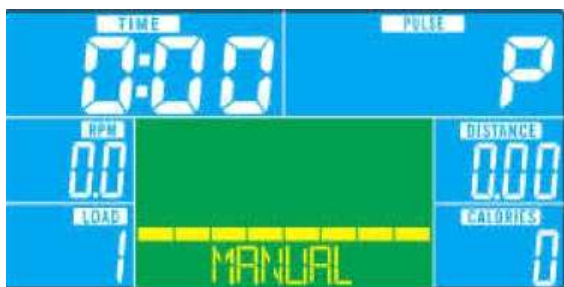 TIME
0:00
PULSE
P
RPM
0.0
DISTANCE
0.00
LOAD
1
CALORIES
0
MANUAL